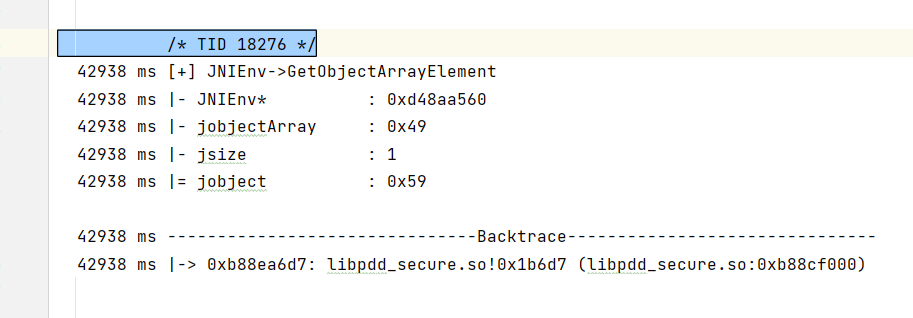 /* TID 18276 */
42938 ms [+] JNIEnv->GetObjectArrayElement
42938 ms |- JNIEnv*          : 0xd48aa560
42938 ms |- jobjectArray     : 0x49
42938 ms |- jsize            : 1
42938 ms |= jobject          : 0x59
42938 ms -------------------------------Backtrace-------------------------------
42938 ms |-> 0xb88ea6d7: libpdd_secure.so!0x1b6d7 (libpdd_secure.so:0xb88cf000)